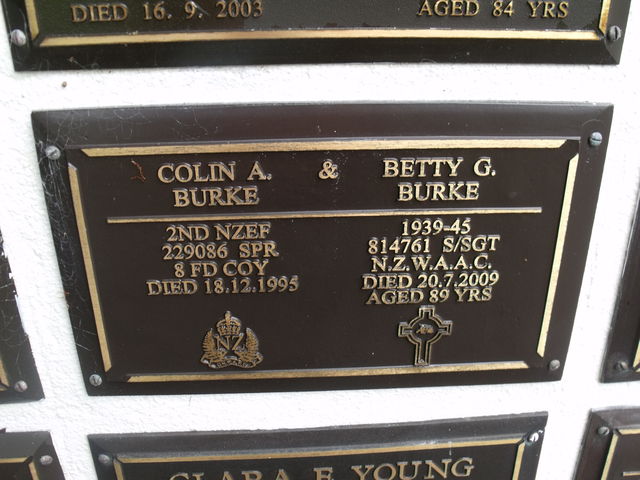 DIED 16. 9. 2003
AGED 84 YRS
COLIN A. & BETTY G.
BURKE BURKE
2ND NZEF
229086 SPR
8 FD COY
DIED 18.12.1995
1939-45
814761 S/SGT
N.Z.W.A.A.C.
DIED 20.7.2009
AGED 89 YRS
NZ
CLARA E YOUNG